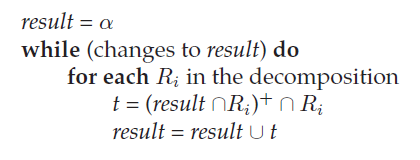 result = α
while (changes to result) do
for each Rᵢ in the decomposition
t = (result ∩Rᵢ)+ ∩ Rᵢ
result = result ∪ t